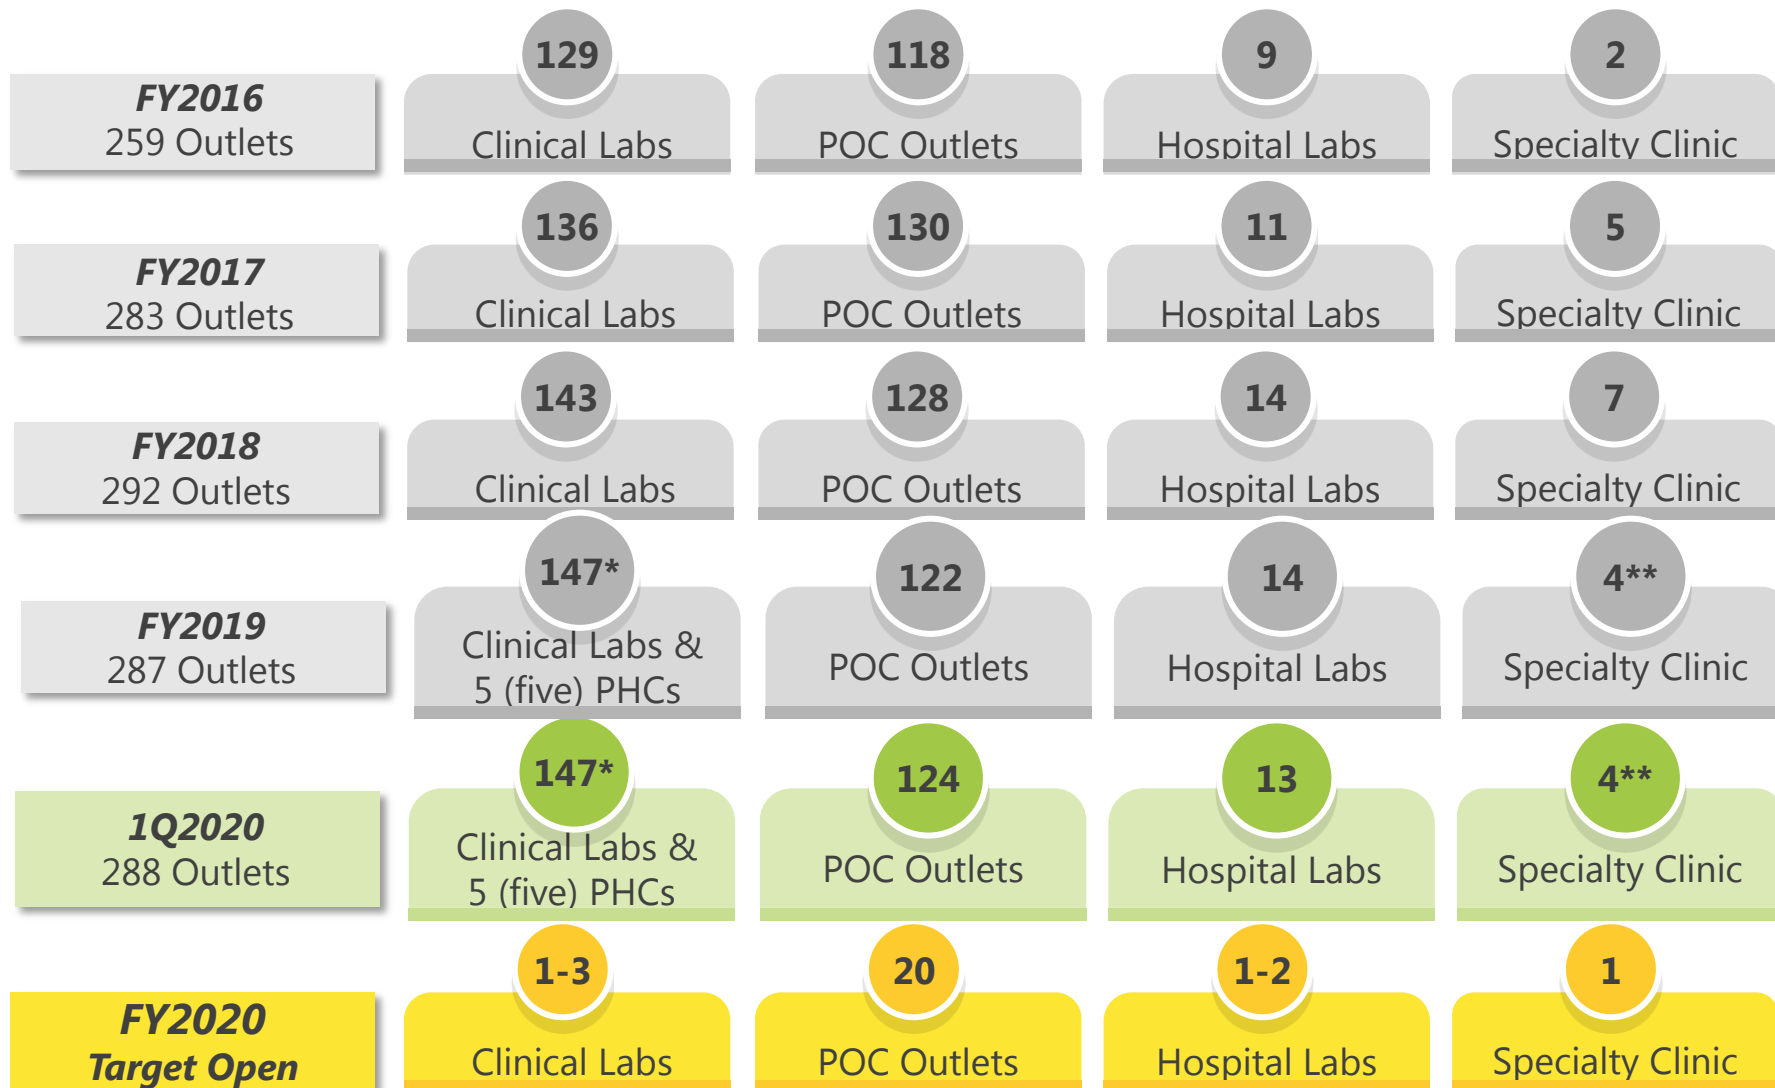 129
118
9
2
FY2016
259 Outlets
Clinical Labs
POC Outlets
Hospital Labs
Specialty Clinic
136
130
11
5
FY2017
283 Outlets
Clinical Labs
POC Outlets
Hospital Labs
Specialty Clinic
143
128
14
7
FY2018
292 Outlets
Clinical Labs
POC Outlets
Hospital Labs
Specialty Clinic
147*
122
14
4**
FY2019
287 Outlets
Clinical Labs &
5 (five) PHCs
POC Outlets
Hospital Labs
Specialty Clinic
147*
124
13
4**
1Q2020
288 Outlets
Clinical Labs &
5 (five) PHCs
POC Outlets
Hospital Labs
Specialty Clinic
1-3
20
1-2
1
FY2020
Target Open
Clinical Labs
POC Outlets
Hospital Labs
Specialty Clinic